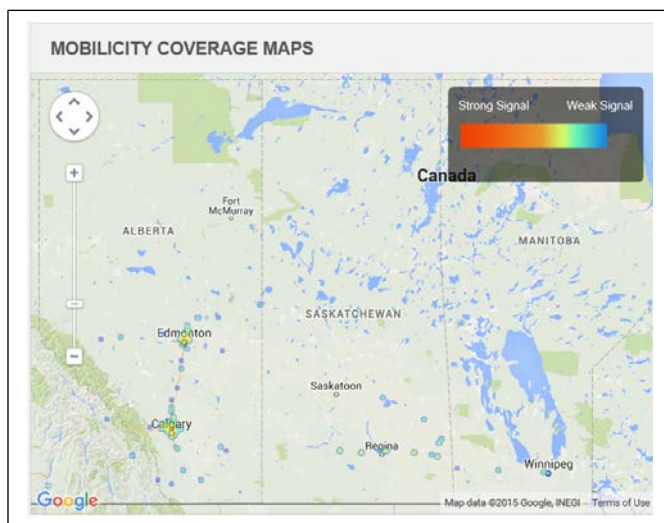 MOBILICITY COVERAGE MAPS
Strong Signal Weak Signal
Canada
Fort
McMurray
ALBERTA
MANITOBA
SASKATCHEWAN
Edmonton
Saskatoon
Calgary
Regina
Winnipeg
Google
Map data ©2015 Google, INEGI Terms of Use